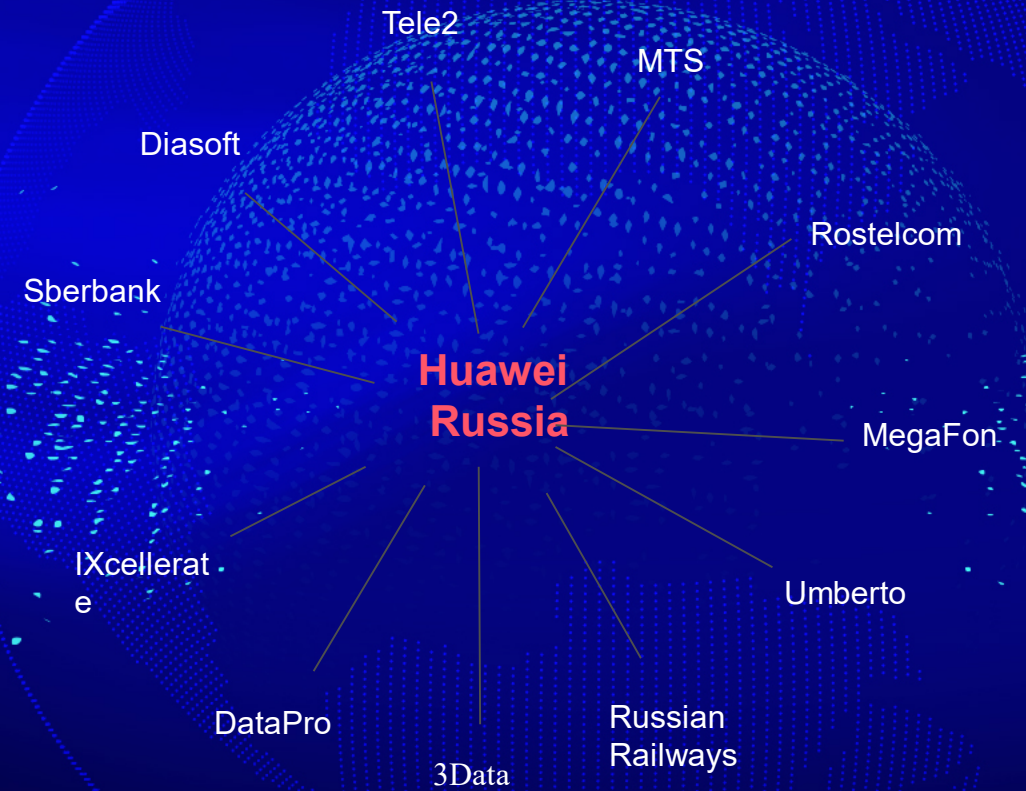 Tele2
MTS
Diasoft
Rostelcom
Sberbank
Huawei
Russia
MegaFon
IXcellerat
e
Umberto
DataPro
Russian
Railways
3Data